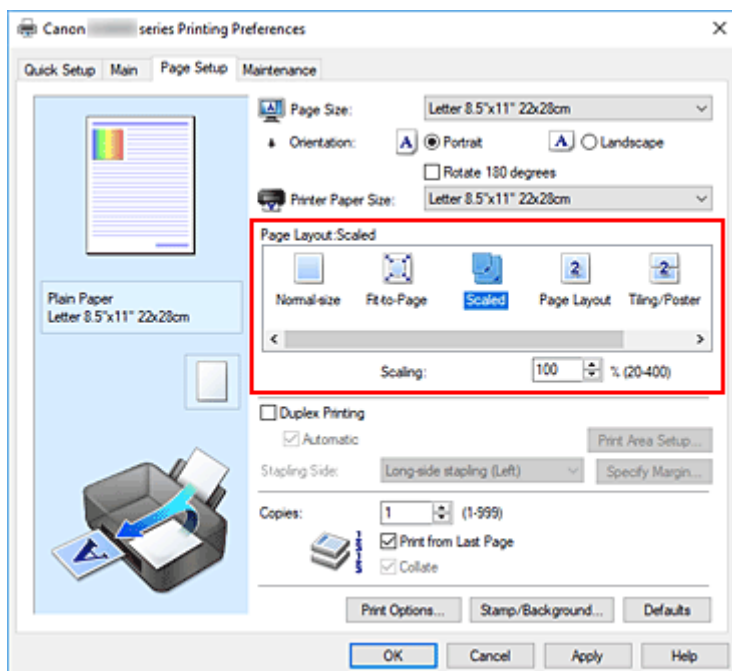 Canon series Printing Preferences
Quick Setup Main Page Setup Maintenance
Page Size: Letter 8.5"x11" 22x28cm
Orientation: A Portrait A Landscape
Rotate 180 degrees
Printer Paper Size: Letter 8.5"x11" 22x28cm
Page Layout:Scaled
2 2
Normal-size Fit-to-Page Scaled Page Layout Tiling/Poster
Plain Paper
Letter 8.5"x11" 22x28cm
Scaling: 100 % (20-400)
Duplex Printing
Automatic Print Area Setup...
Stapling Side: Long-side stapling (Left) Specify Margin...
Copies: 1 (1-999)
Print from Last Page
Collate
A
Print Options... Stamp/Background... Defaults
OK Cancel Apply Help